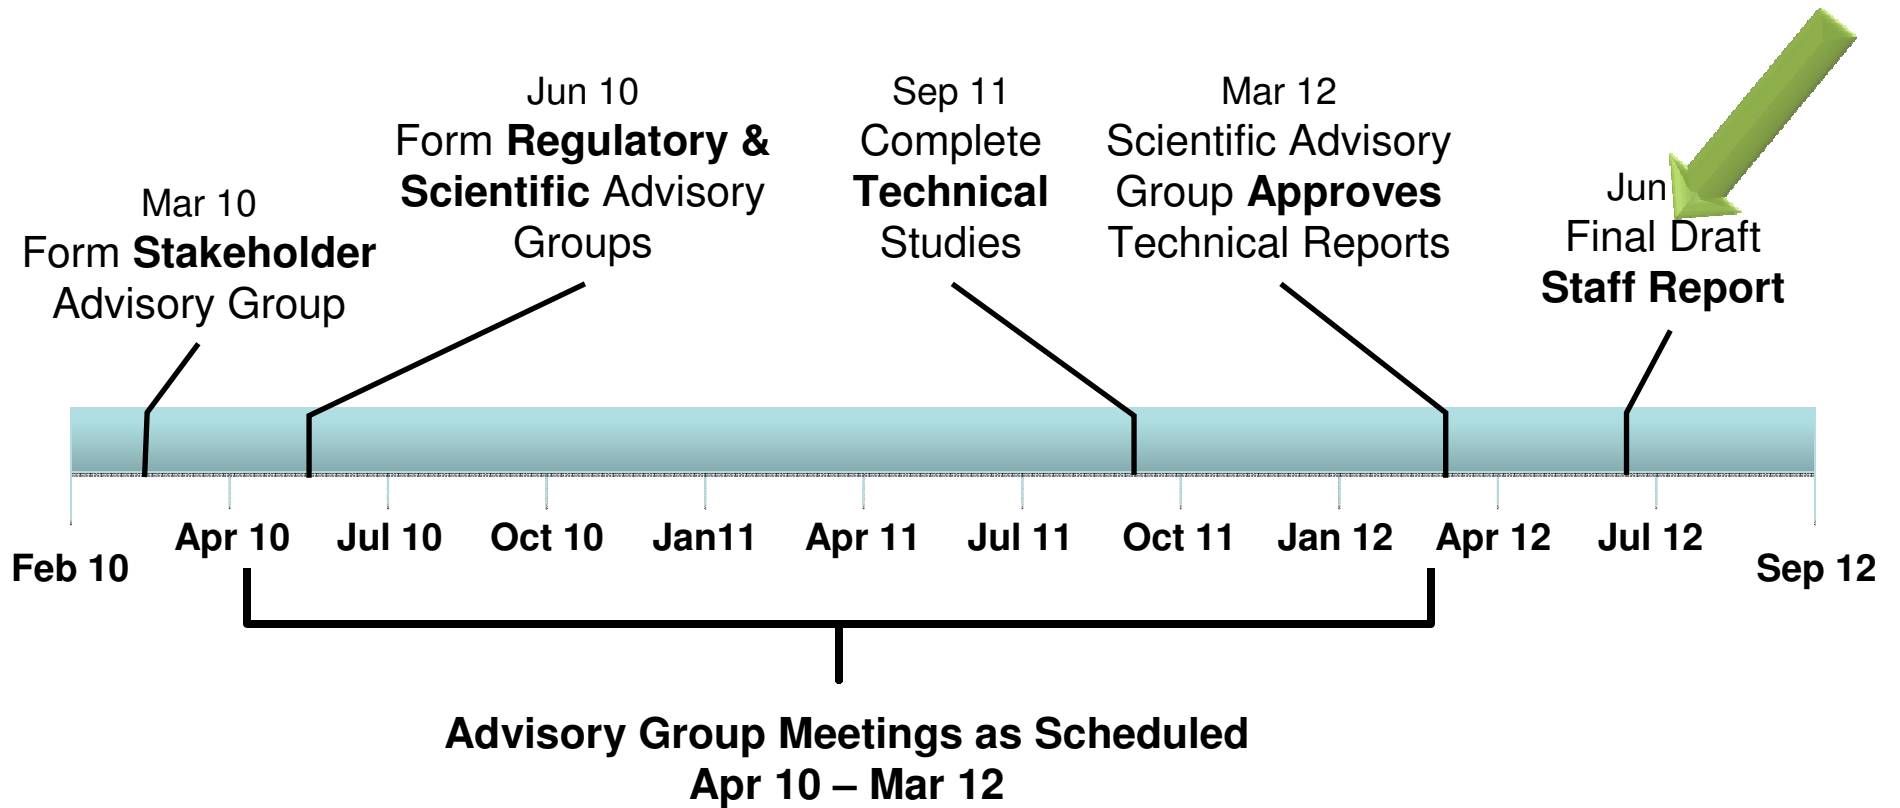 Mar 10
Form Stakeholder
Advisory Group
Jun 10
Form Regulatory &
Scientific Advisory
Groups
Sep 11
Complete
Technical
Studies
Mar 12
Scientific Advisory
Group Approves
Technical Reports
Jun
Final Draft
Staff Report
Feb 10
Apr 10
Jul 10
Oct 10
Jan11
Apr 11
Jul 11
Oct 11
Jan 12
Apr 12
Jul 12
Sep 12
Advisory Group Meetings as Scheduled
Apr 10 – Mar 12